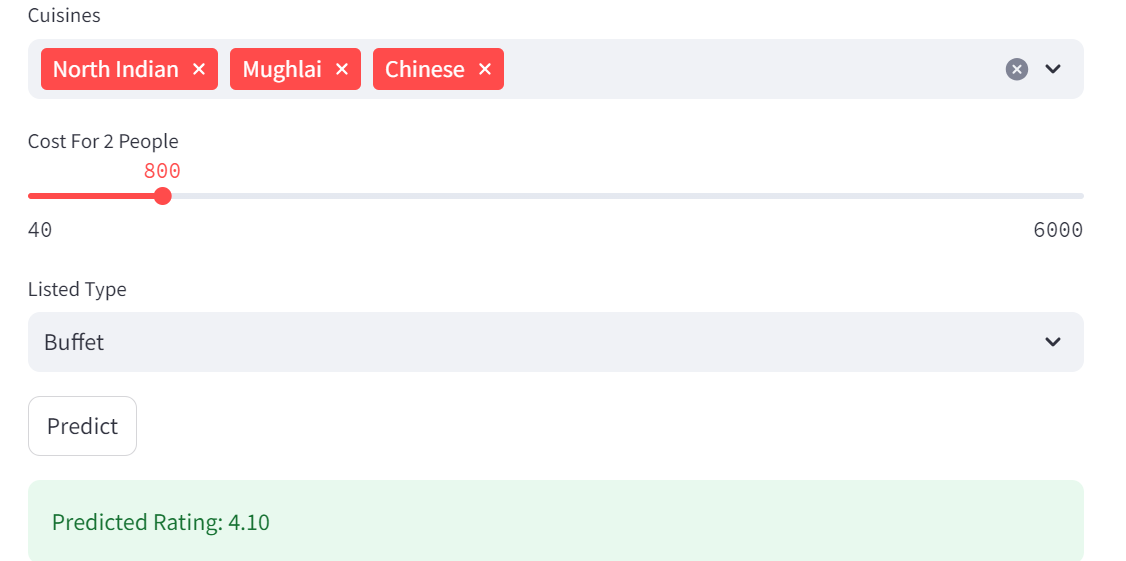 Cuisines
North Indian × Mughlai × Chinese ×
Cost For 2 People
800
40 6000
Listed Type
Buffet
Predict
Predicted Rating: 4.10